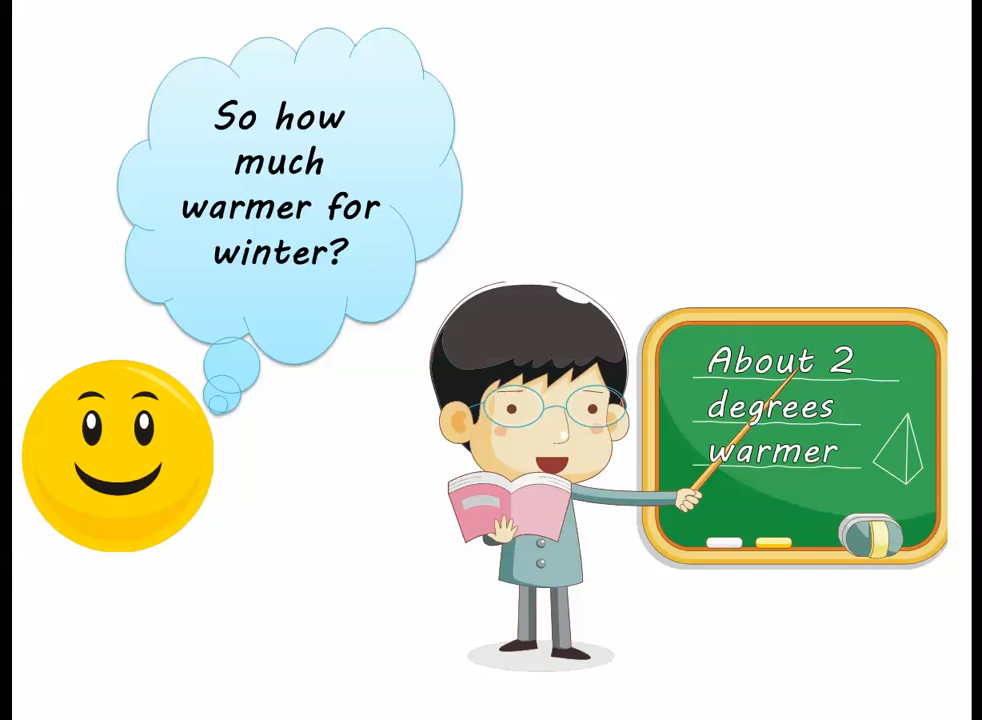 So how
much
warmer for
winter?
About 2
degrees
warmer